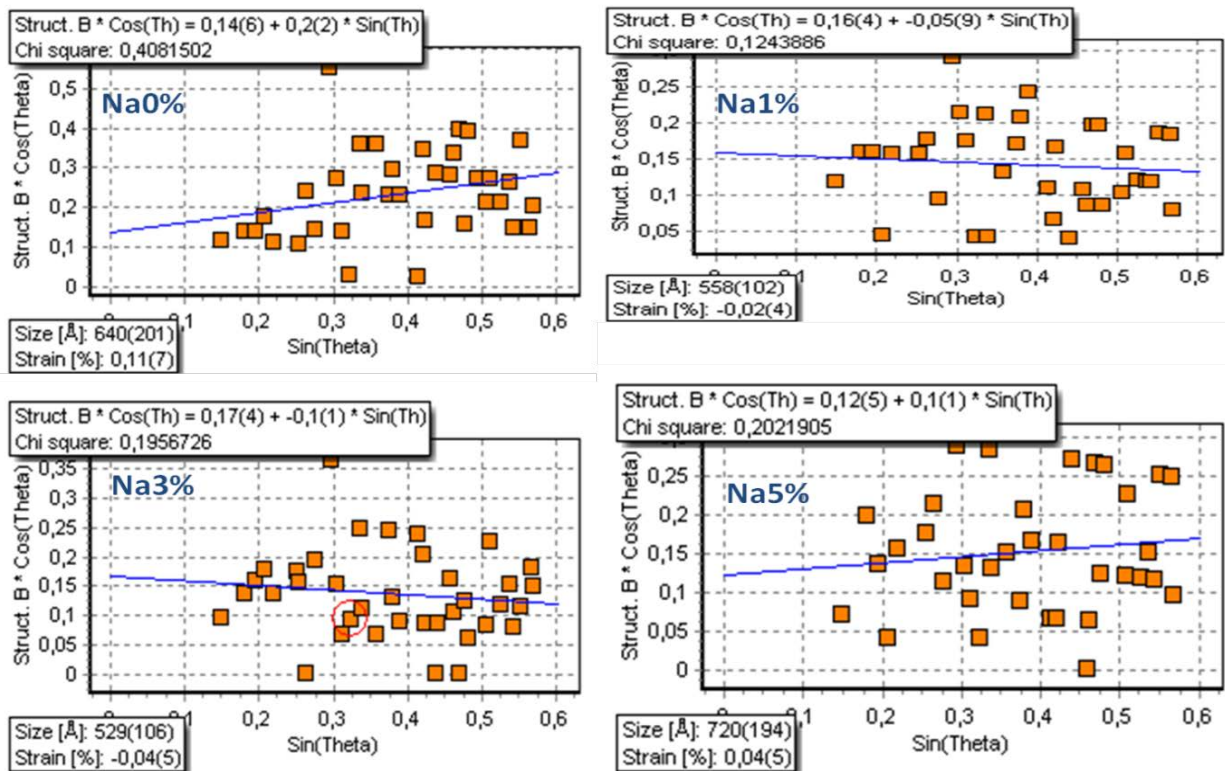 Struct. B * Cos(Th) = 0,14(6) + 0,2(2) * Sin(Th)
Chi square: 0,4081502
Na0%
Struct. B * Cos(Theta)
0,5
0,4
0,3
0,2
0,1
0
0,2
0,3
0,4
0,5
0,6
Sin(Theta)
Size [Å]: 640(201)
Strain [%]: 0,11(7)
Struct. B * Cos(Th) = 0,16(4) + -0,05(9) * Sin(Th)
Chi square: 0,1243886
Na1%
Struct. B * Cos(Theta)
0,25
0,2
0,15
0,1
0,05
0,2
0,3
0,4
0,5
0,6
Sin(Theta)
Size [Å]: 558(102)
Strain [%]: -0,02(4)
Struct. B * Cos(Th) = 0,17(4) + -0,1(1) * Sin(Th)
Chi square: 0,1956726
Na3%
Struct. B * Cos(Theta)
0,35
0,3
0,25
0,2
0,15
0,1
0,05
0
0
0,1
0,2
0,3
0,4
0,5
0,6
Sin(Theta)
Size [Å]: 529(106)
Strain [%]: -0,04(5)
Struct. B * Cos(Th) = 0,12(5) + 0,1(1) * Sin(Th)
Chi square: 0,2021905
Na5%
Struct. B * Cos(Theta)
0,25
0,2
0,15
0,1
0,05
0
0
0,1
0,2
0,3
0,4
0,5
0,6
Sin(Theta)
Size [Å]: 720(194)
Strain [%]: 0,04(5)